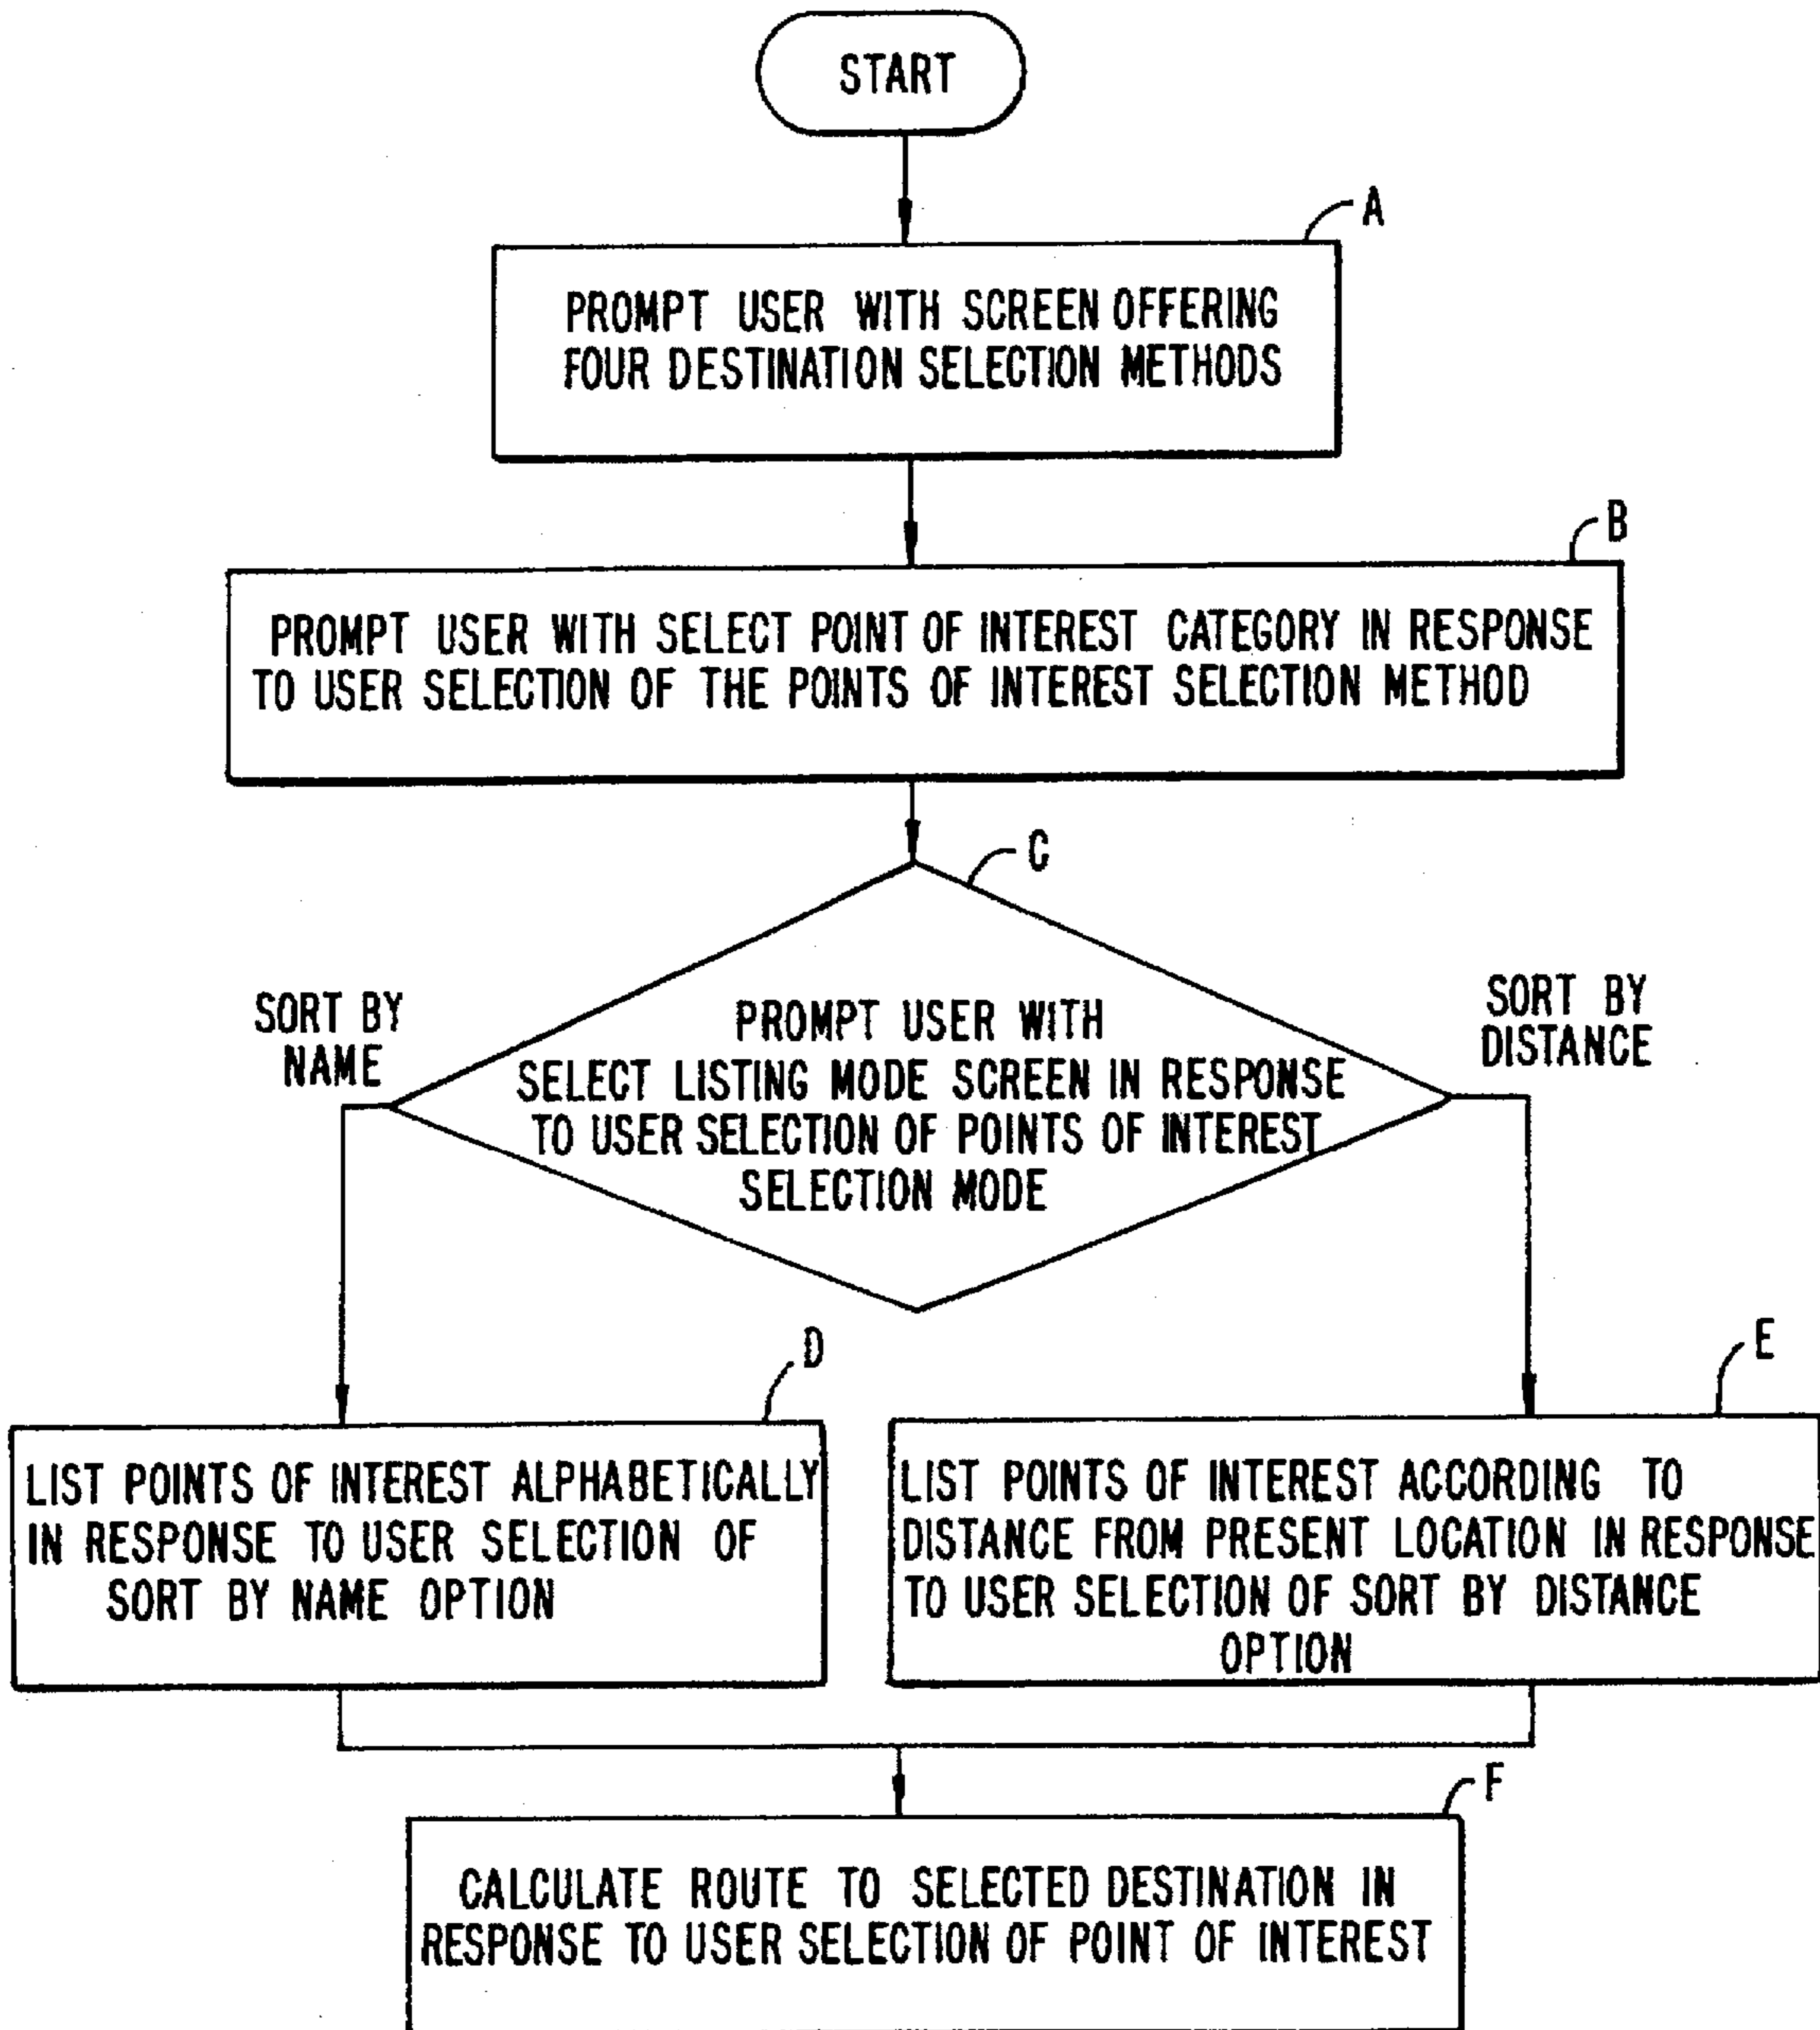 START
A
PROMPT USER WITH SCREEN OFFERING
FOUR DESTINATION SELECTION METHODS
B
PROMPT USER WITH SELECT POINT OF INTEREST CATEGORY IN RESPONSE
TO USER SELECTION OF THE POINTS OF INTEREST SELECTION METHOD
C
SORT BY
NAME
PROMPT USER WITH
SELECT LISTING MODE SCREEN IN RESPONSE
TO USER SELECTION OF POINTS OF INTEREST
SELECTION MODE
SORT BY
DISTANCE
D
LIST POINTS OF INTEREST ALPHABETICALLY
IN RESPONSE TO USER SELECTION OF
SORT BY NAME OPTION
E
LIST POINTS OF INTEREST ACCORDING TO
DISTANCE FROM PRESENT LOCATION IN RESPONSE
TO USER SELECTION OF SORT BY DISTANCE
OPTION
F
CALCULATE ROUTE TO SELECTED DESTINATION IN
RESPONSE TO USER SELECTION OF POINT OF INTEREST